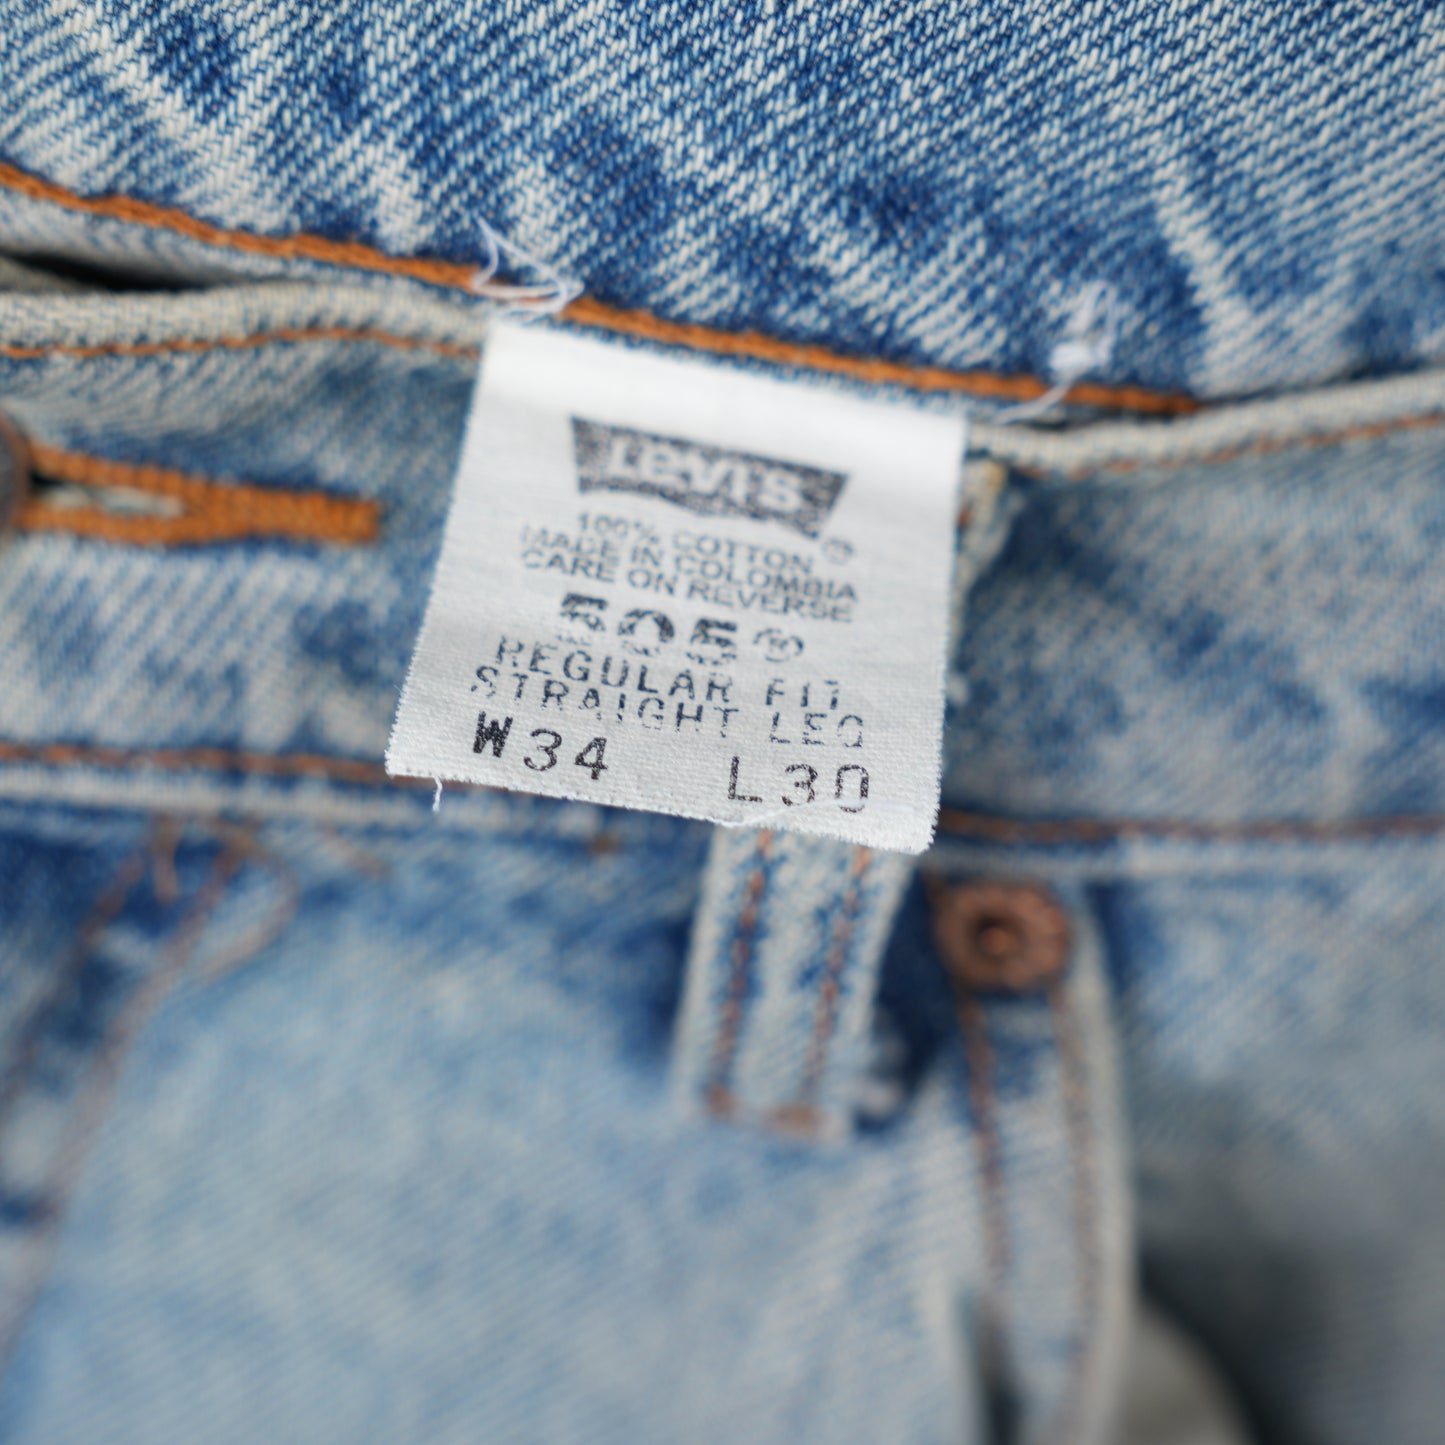 Levi's
®
100% COTTON
MADE IN COLOMBIA
CARE ON REVERSE
505®
REGULAR FIT
STRAIGHT LEG
W34 L30